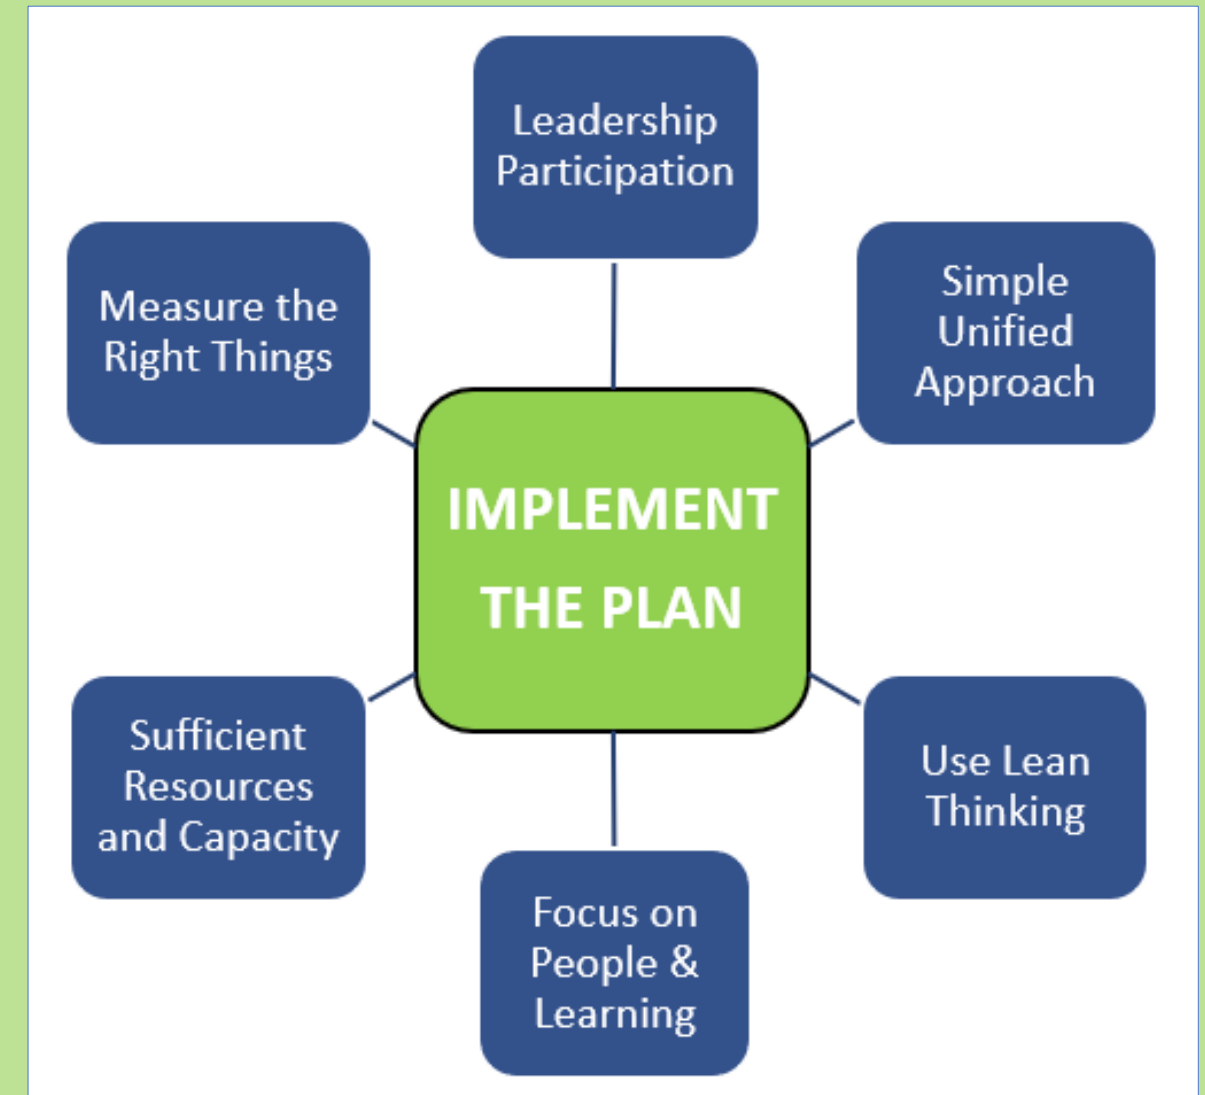 Leadership
Participation
Simple
Unified
Approach
Measure the
Right Things
IMPLEMENT
THE PLAN
Sufficient
Resources
and Capacity
Use Lean
Thinking
Focus on
People &
Learning